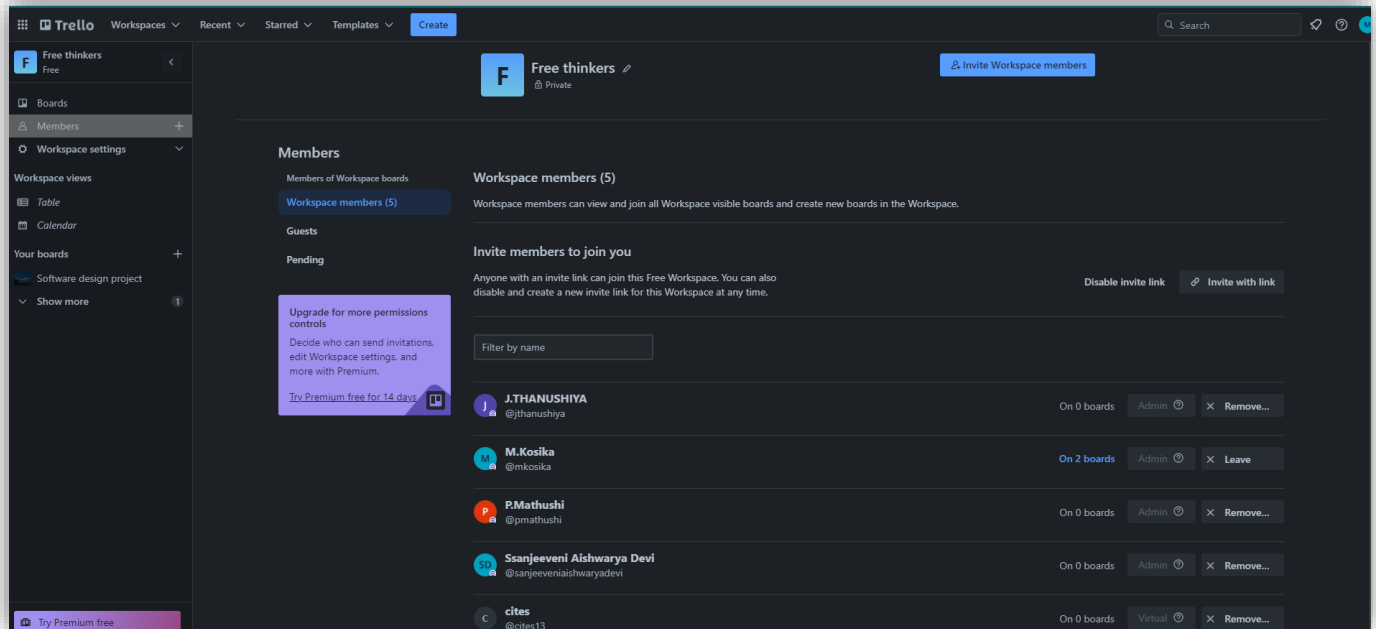 Trello Workspaces Recent Starred Templates Create Search
F Free thinkers
Free
Boards
Members
Workspace settings
Workspace views
Table
Calendar
Your boards
Software design project
Show more 1
Try Premium free
F Free thinkers
Private
Invite Workspace members
Members
Members of Workspace boards
Workspace members (5)
Guests
Pending
Upgrade for more permissions
controls
Decide who can send invitations,
edit Workspace settings, and
more with Premium.
Try Premium free for 14 days
Workspace members (5)
Workspace members can view and join all Workspace visible boards and create new boards in the Workspace.
Invite members to join you
Anyone with an invite link can join this Free Workspace. You can also
disable and create a new invite link for this Workspace at any time.
Disable invite link Invite with link
Filter by name
J J.THANUSHIYA
@jthanushiya
On 0 boards Admin Remove...
M M.Kosika
@mkosika
On 2 boards Admin Leave
P P.Mathushi
@pmathushi
On 0 boards Admin Remove...
SD Ssanjeeveni Aishwarya Devi
@sanjeeveniaishwaryadevi
On 0 boards Admin Remove...
C cites
@cites13
On 0 boards Virtual Remove...